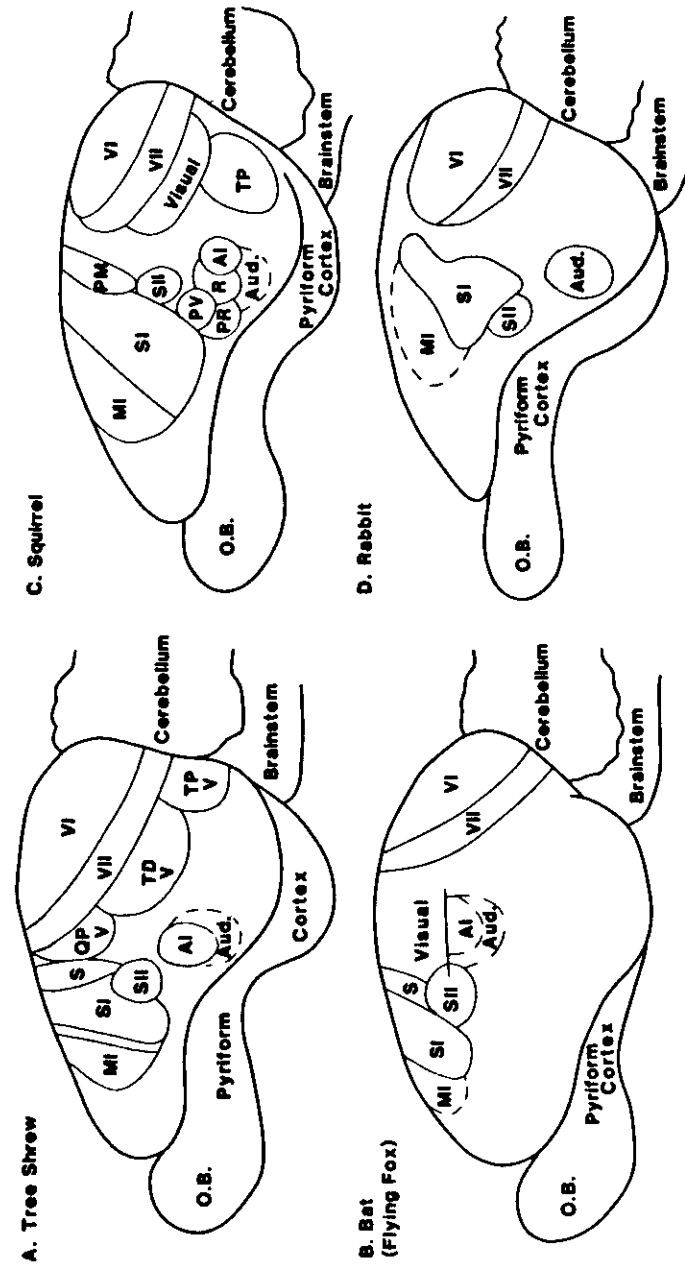 A. Tree Shrew
VI
VII
TP
V
TD
V
OP
V
S
SII
SI
MI
AI
Aud.
Cerebellum
Brainstem
Cortex
Pyriform
O.B.
B. Bat
(Flying Fox)
VI
VII
Visual
AI
Aud.
S
SII
SI
MI
Cerebellum
Brainstem
Pyriform
Cortex
O.B.
C. Squirrel
VI
VII
Visual
TP
PM
SII
SI
MI
PV
PR
R
AI
Aud.
Cerebellum
Brainstem
Pyriform
Cortex
O.B.
D. Rabbit
VI
VII
SI
MI
SII
Aud.
Cerebellum
Brainstem
Pyriform
Cortex
O.B.